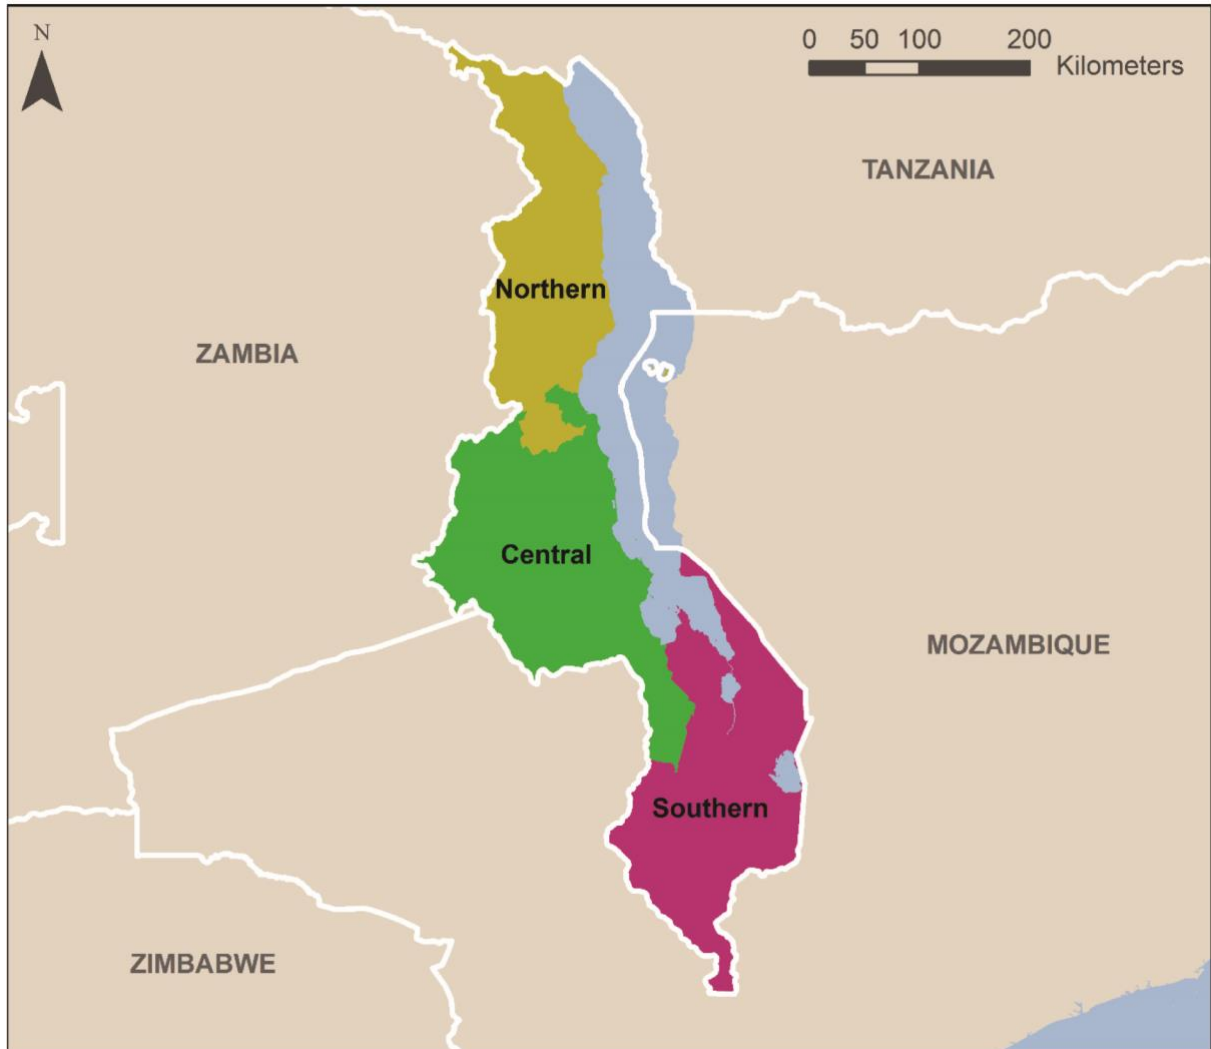 N
0 50 100 200
Kilometers
TANZANIA
Northern
ZAMBIA
Central
MOZAMBIQUE
Southern
ZIMBABWE